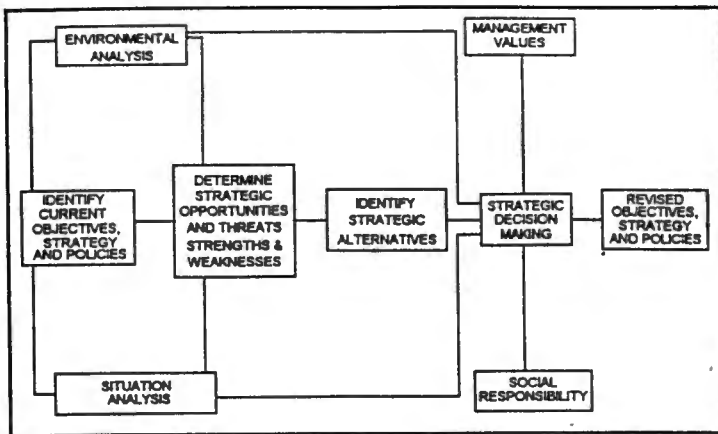 ENVIRONMENTAL
ANALYSIS
MANAGEMENT
VALUES
IDENTIFY
CURRENT
OBJECTIVES,
STRATEGY
AND POLICIES
DETERMINE
STRATEGIC
OPPORTUNITIES
AND THREATS
STRENGTHS &
WEAKNESSES
IDENTIFY
STRATEGIC
ALTERNATIVES
STRATEGIC
DECISION
MAKING
REVISED
OBJECTIVES,
STRATEGY
AND POLICIES
SITUATION
ANALYSIS
SOCIAL
RESPONSIBILITY